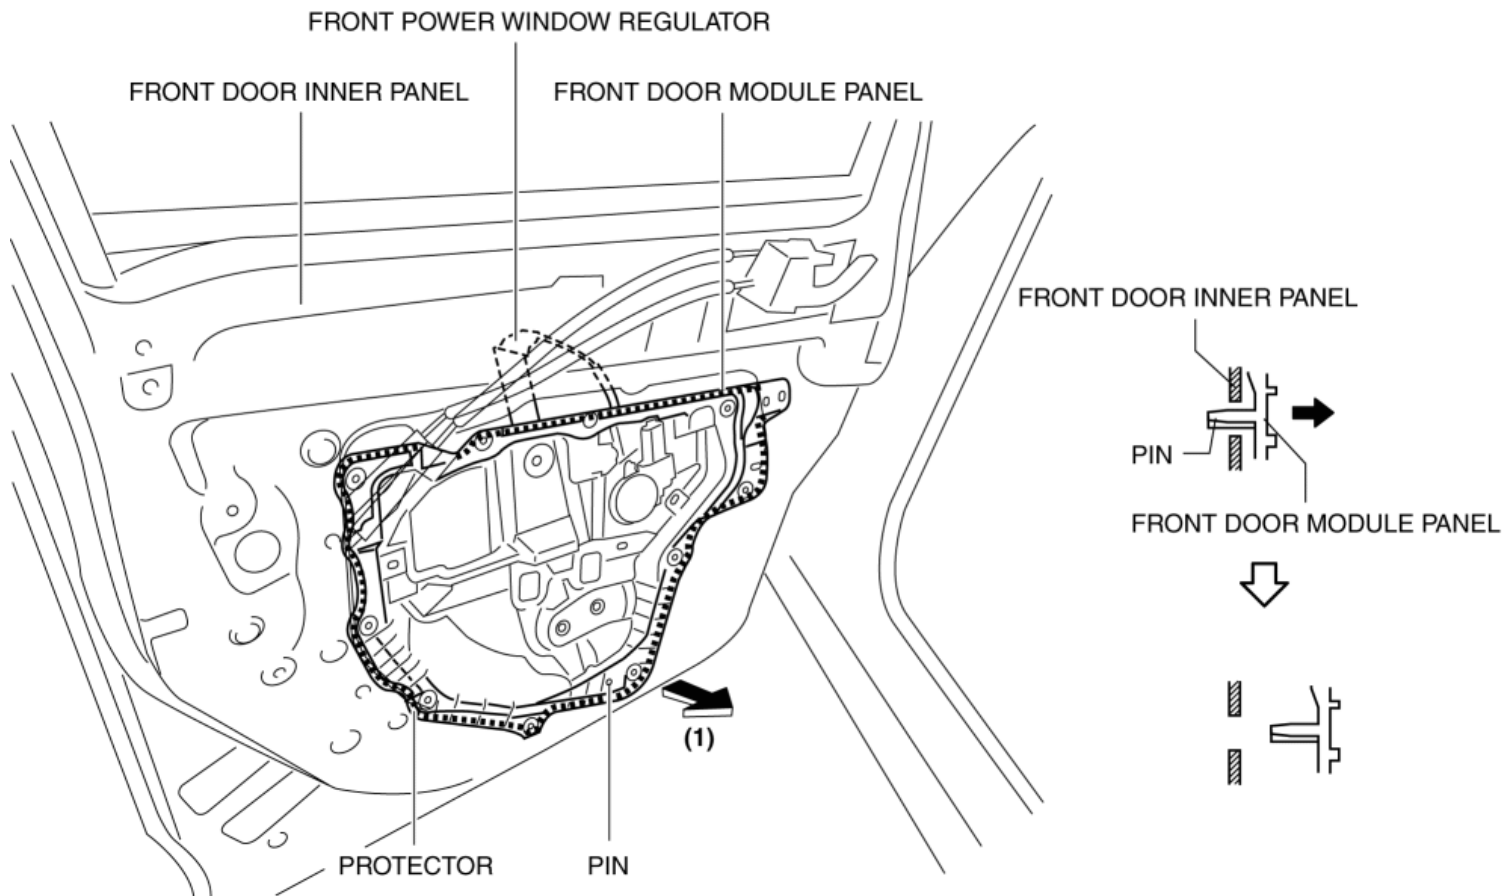 FRONT POWER WINDOW REGULATOR
FRONT DOOR INNER PANEL
FRONT DOOR MODULE PANEL
FRONT DOOR INNER PANEL
PIN
FRONT DOOR MODULE PANEL
(1)
PROTECTOR
PIN